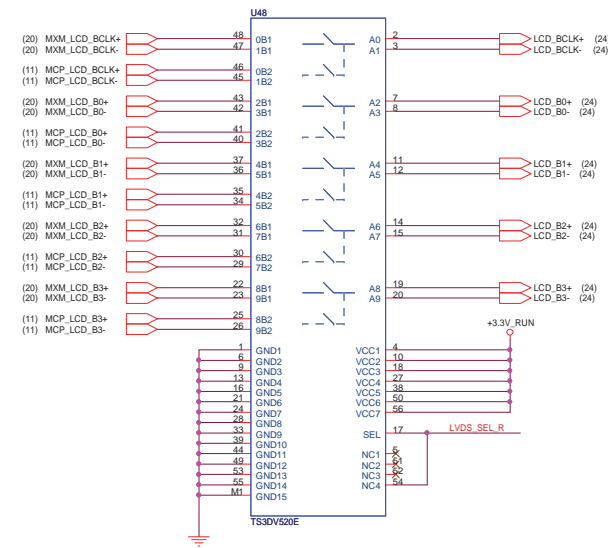 U48
(20) MXM_LCD_BCLK+ 48 0B1 A0 2 LCD_BCLK+ (24)
(20) MXM_LCD_BCLK- 47 1B1 A1 3 LCD_BCLK- (24)
(11) MCP_LCD_BCLK+ 46 0B2
(11) MCP_LCD_BCLK- 45 1B2
(20) MXM_LCD_B0+ 43 2B1 A2 7 LCD_B0+ (24)
(20) MXM_LCD_B0- 42 3B1 A3 8 LCD_B0- (24)
(11) MCP_LCD_B0+ 41 2B2
(11) MCP_LCD_B0- 40 3B2
(20) MXM_LCD_B1+ 37 4B1 A4 11 LCD_B1+ (24)
(20) MXM_LCD_B1- 36 5B1 A5 12 LCD_B1- (24)
(11) MCP_LCD_B1+ 35 4B2
(11) MCP_LCD_B1- 34 5B2
(20) MXM_LCD_B2+ 32 6B1 A6 14 LCD_B2+ (24)
(20) MXM_LCD_B2- 31 7B1 A7 15 LCD_B2- (24)
(11) MCP_LCD_B2+ 30 6B2
(11) MCP_LCD_B2- 29 7B2
(20) MXM_LCD_B3+ 22 8B1 A8 19 LCD_B3+ (24)
(20) MXM_LCD_B3- 23 9B1 A9 20 LCD_B3- (24)
(11) MCP_LCD_B3+ 25 8B2
(11) MCP_LCD_B3- 26 9B2
+3.3V_RUN
1 GND1 VCC1 4
6 GND2 VCC2 10
9 GND3 VCC3 18
13 GND4 VCC4 27
16 GND5 VCC5 38
21 GND6 VCC6 50
24 GND7 VCC7 56
28 GND8
33 GND9 SEL 17 LVDS_SEL_R
39 GND10
44 GND11 NC1 5
49 GND12 NC2 51
53 GND13 NC3 52
55 GND14 NC4 54
M1 GND15
TS3DV520E